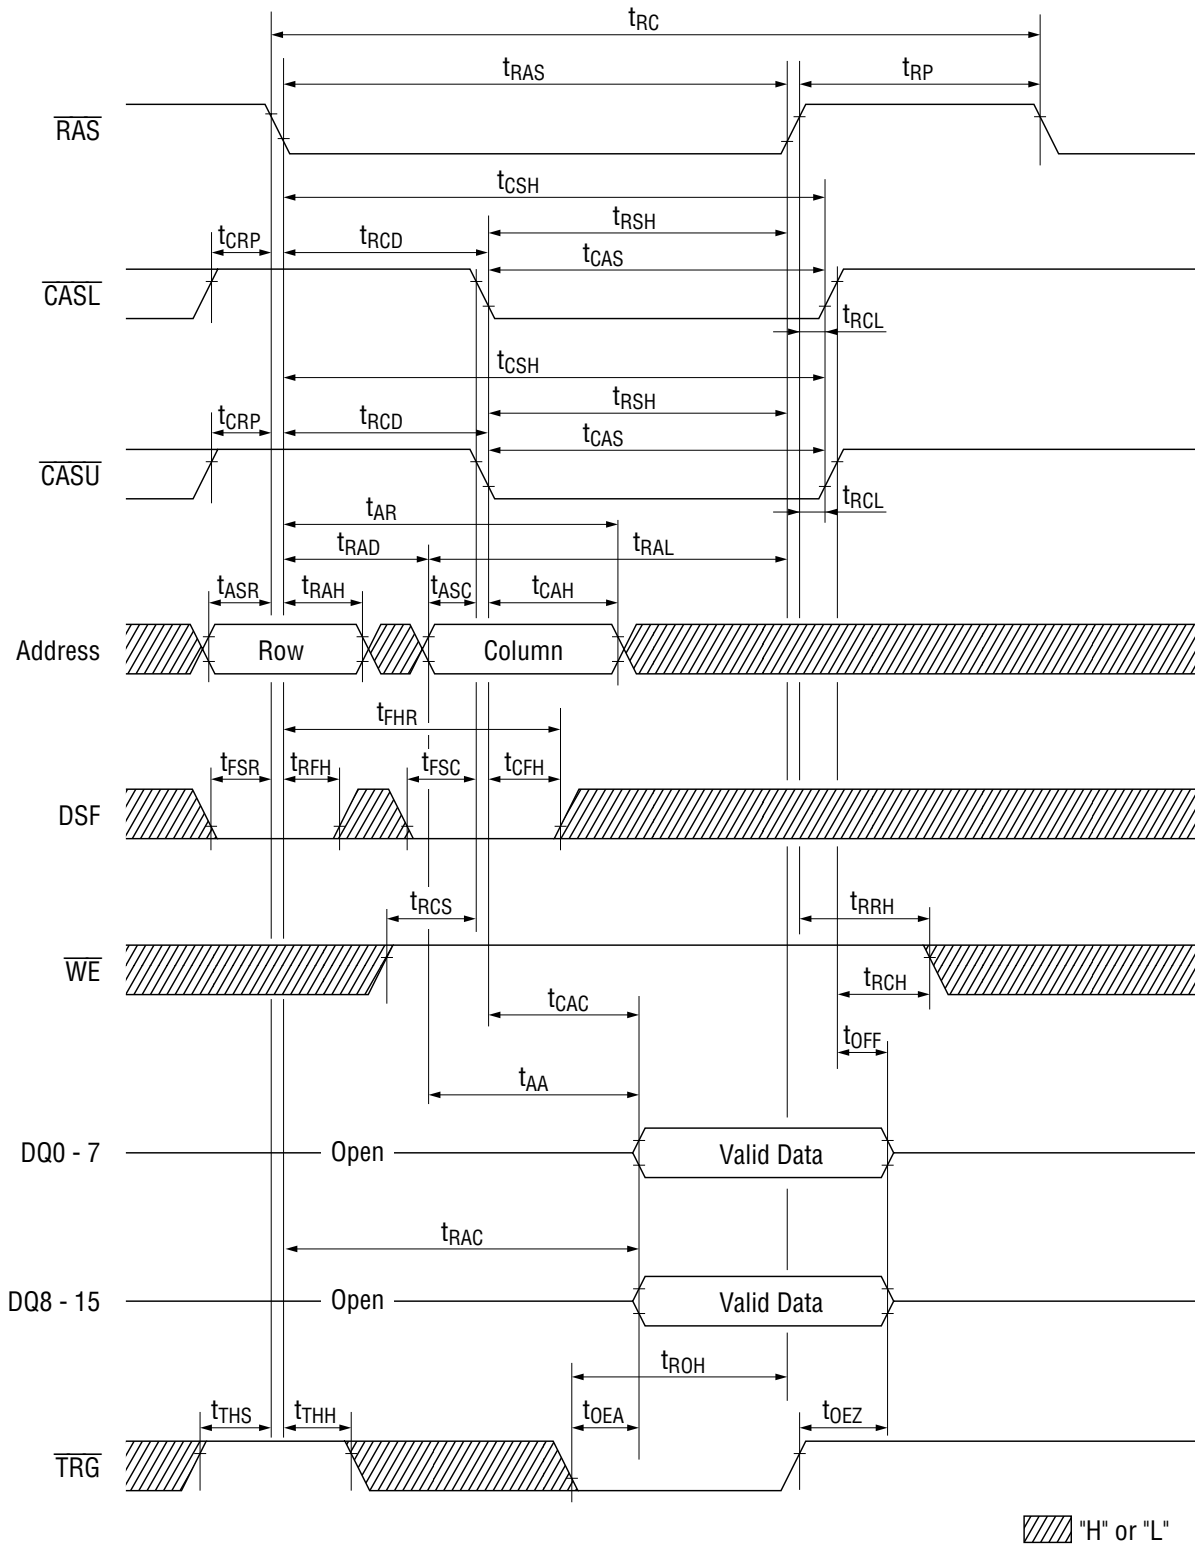 tRC
tRAS tRP
RAS
tCSH
tRSH
tCRP tRCD tCAS
CASL
tRCL
tCSH
tRSH
tCRP tRCD tCAS
CASU
tRCL
tAR
tRAD tRAL
tASR tRAH tASC tCAH
Address Row Column
tFHR
tFSR tRFH tFSC tCFH
DSF
tRCS tRRH
WE
tRCH
tCAC
tOFF
tAA
DQ0 - 7 Open Valid Data
tRAC
DQ8 - 15 Open Valid Data
tROH
tTHS tTHH tOEA tOEZ
TRG
"H" or "L"